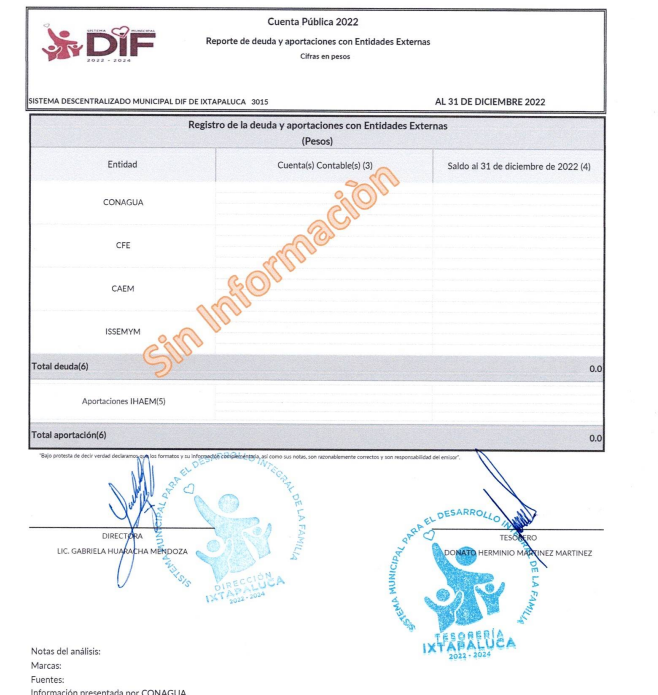 Cuenta Pública 2022
SISTEMA MUNICIPAL
DIF
2022 - 2024
Reporte de deuda y aportaciones con Entidades Externas
Cifras en pesos
SISTEMA DESCENTRALIZADO MUNICIPAL DIF DE IXTAPALUCA 3015 AL 31 DE DICIEMBRE 2022
Registro de la deuda y aportaciones con Entidades Externas
(Pesos)
Entidad Cuenta(s) Contable(s) (3) Saldo al 31 de diciembre de 2022 (4)
CONAGUA
CFE
CAEM
ISSEMYM
Sin Informaciòn
Total deuda(6) 0.0
Aportaciones IHAEM(5)
Total aportación(6) 0.0
"Bajo protesta de decir verdad declaramos que los formatos y su información complementada, así como sus notas, son razonablemente correctos y son responsabilidad del emisor".
DIRECTORA
LIC. GABRIELA HUARACHA MENDOZA
SISTEMA MUNICIPAL PARA EL DESARROLLO INTEGRAL DE LA FAMILIA
DIRECCIÓN
IXTAPALUCA
2022 - 2024
TESORERO
DONATO HERMINIO MARTINEZ MARTINEZ
SISTEMA MUNICIPAL PARA EL DESARROLLO INTEGRAL DE LA FAMILIA
TESORERÍA
IXTAPALUCA
2022 - 2024
Notas del análisis:
Marcas:
Fuentes:
Información presentada por CONAGUA